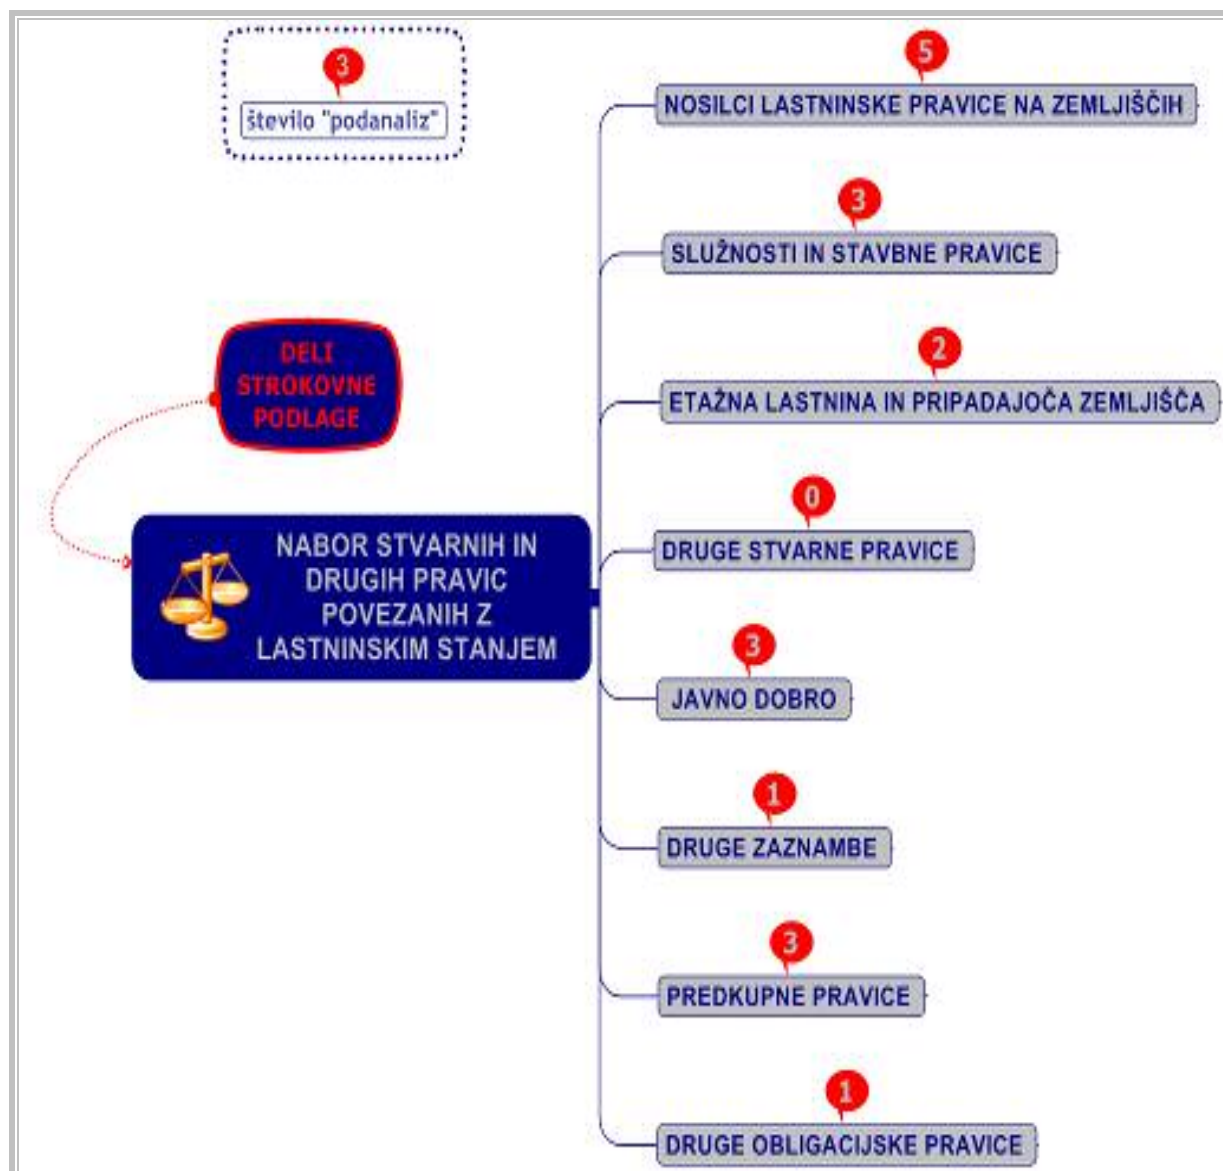 3
število "podanaliz"
DELI
STROKOVNE
PODLAGE
NABOR STVARNIH IN
DRUGIH PRAVIC
POVEZANIH Z
LASTNINSKIM STANJEM
5
NOSILCI LASTNINSKE PRAVICE NA ZEMLJIŠČIH
3
SLUŽNOSTI IN STAVBNE PRAVICE
2
ETAŽNA LASTNINA IN PRIPADAJOČA ZEMLJIŠČA
0
DRUGE STVARNE PRAVICE
3
JAVNO DOBRO
1
DRUGE ZAZNAMBE
3
PREDKUPNE PRAVICE
1
DRUGE OBLIGACIJSKE PRAVICE